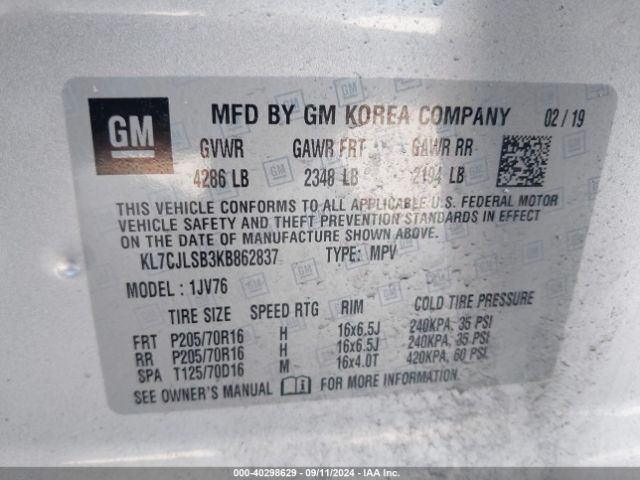 GM
MFD BY GM KOREA COMPANY 02/19
GVWR GAWR FRT GAWR RR
4286 LB 2348 LB 2194 LB
THIS VEHICLE CONFORMS TO ALL APPLICABLE U.S. FEDERAL MOTOR
VEHICLE SAFETY AND THEFT PREVENTION STANDARDS IN EFFECT
ON THE DATE OF MANUFACTURE SHOWN ABOVE.
KL7CJLSB3KB862837 TYPE: MPV
MODEL : 1JV76
TIRE SIZE SPEED RTG RIM COLD TIRE PRESSURE
FRT P205/70R16 H 16x6.5J 240KPA, 35 PSI
RR P205/70R16 H 16x6.5J 240KPA, 35 PSI
SPA T125/70D16 M 16x4.0T 420KPA, 60 PSI
SEE OWNER'S MANUAL FOR MORE INFORMATION.
000-40298629 - 09/11/2024 - IAA Inc.